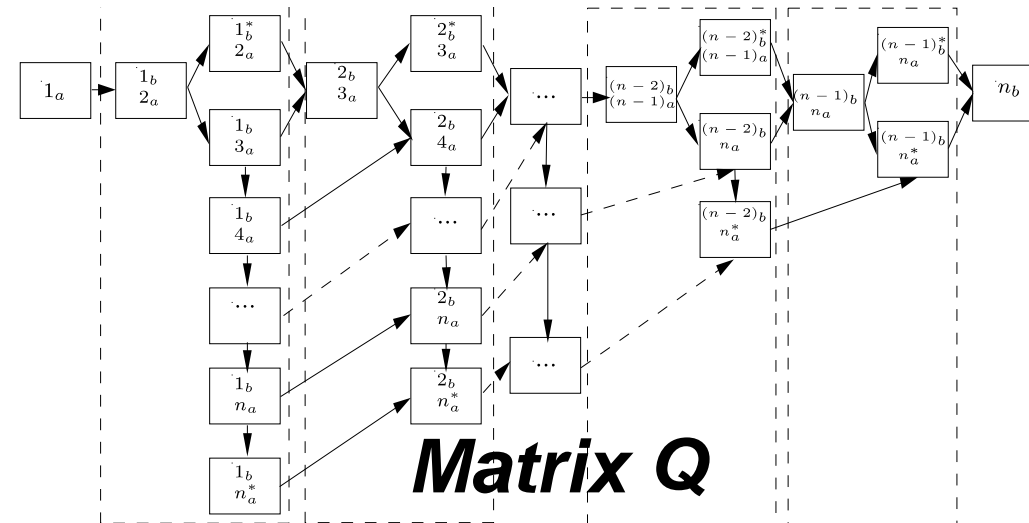 1_a
1_b
2_a
1_b^*
2_a
1_b
3_a
1_b
4_a
...
1_b
n_a
1_b
n_a^*
2_b
3_a
2_b^*
3_a
2_b
4_a
...
2_b
n_a
2_b
n_a^*
...
...
...
(n − 2)_b
(n − 1)_a
(n − 2)_b^*
(n − 1)_a
(n − 2)_b
n_a
(n − 2)_b
n_a^*
(n − 1)_b
n_a
(n − 1)_b^*
n_a
(n − 1)_b
n_a^*
n_b
Matrix Q